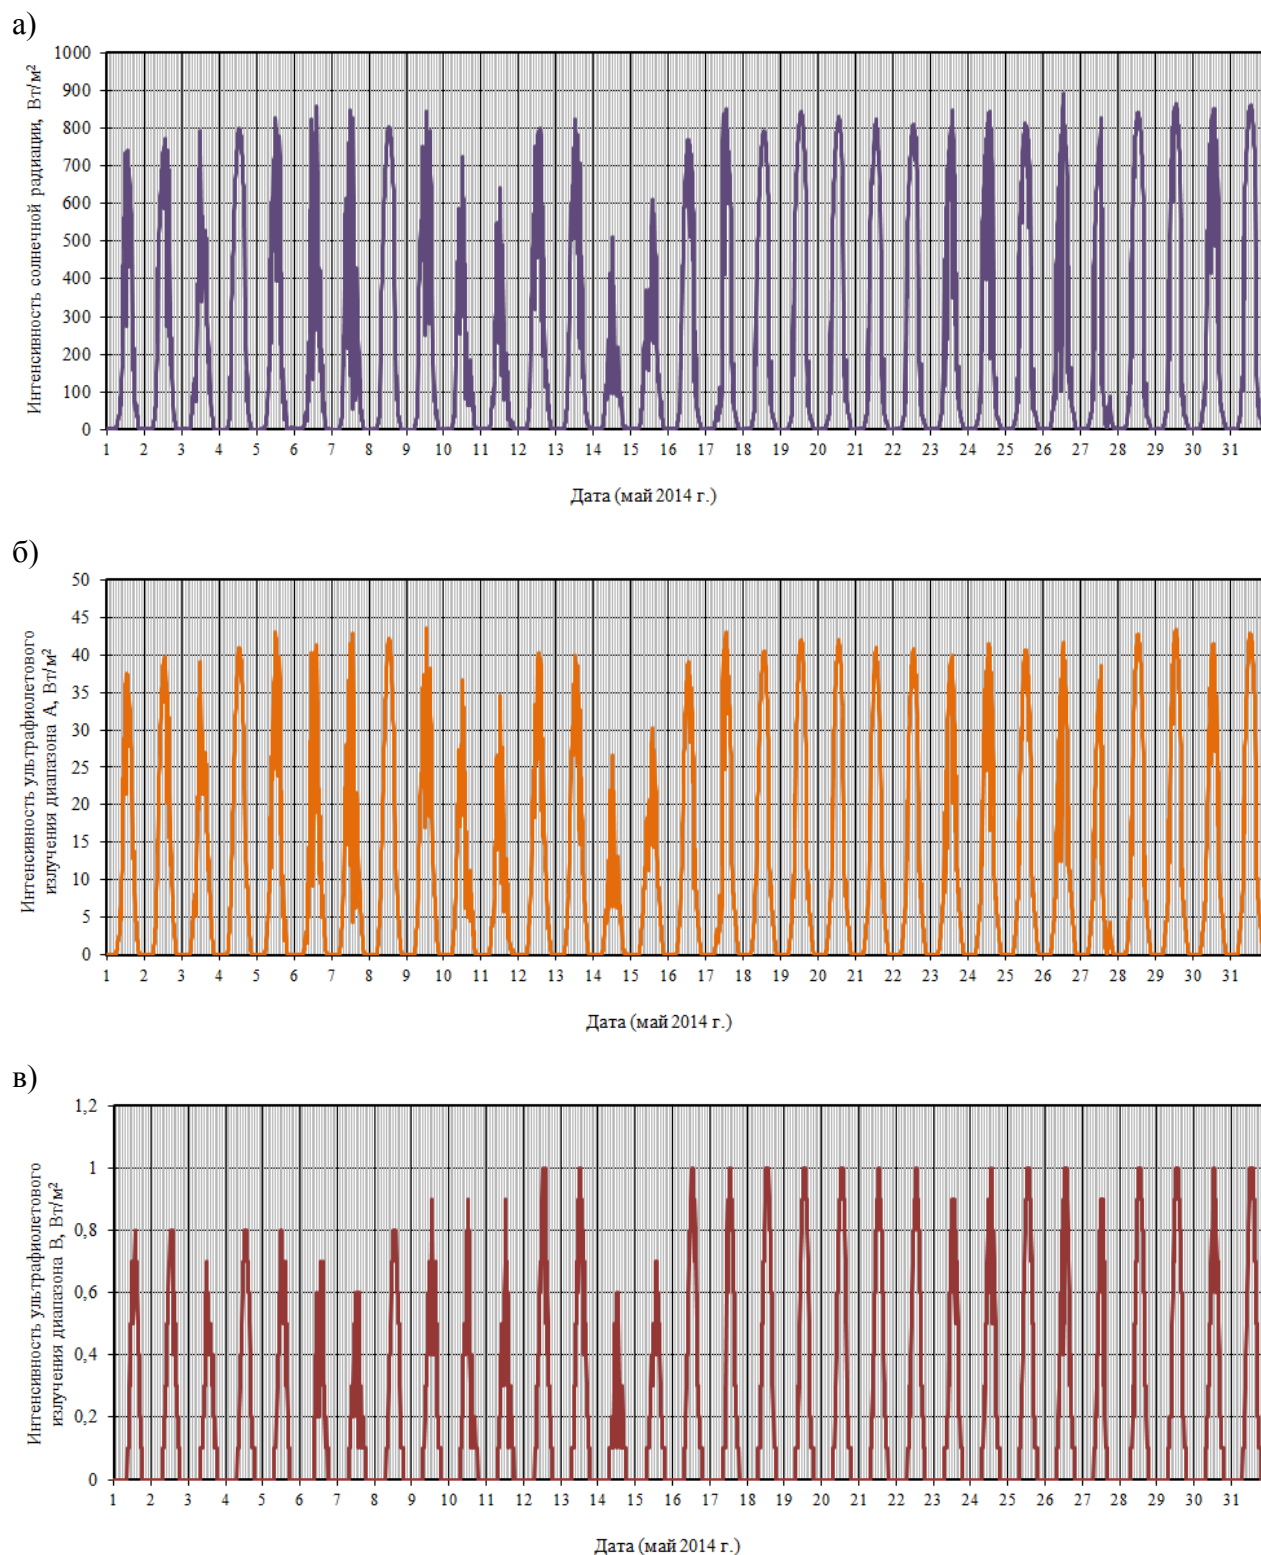 а)
Интенсивность солнечной радиации, Вт/м²
1000
900
800
700
600
500
400
300
200
100
0
1 2 3 4 5 6 7 8 9 10 11 12 13 14 15 16 17 18 19 20 21 22 23 24 25 26 27 28 29 30 31
Дата (май 2014 г.)
б)
Интенсивность ультрафиолетового
излучения диапазона А, Вт/м²
50
45
40
35
30
25
20
15
10
5
0
1 2 3 4 5 6 7 8 9 10 11 12 13 14 15 16 17 18 19 20 21 22 23 24 25 26 27 28 29 30 31
Дата (май 2014 г.)
в)
Интенсивность ультрафиолетового
излучения диапазона В, Вт/м²
1,2
1
0,8
0,6
0,4
0,2
0
1 2 3 4 5 6 7 8 9 10 11 12 13 14 15 16 17 18 19 20 21 22 23 24 25 26 27 28 29 30 31
Дата (май 2014 г.)